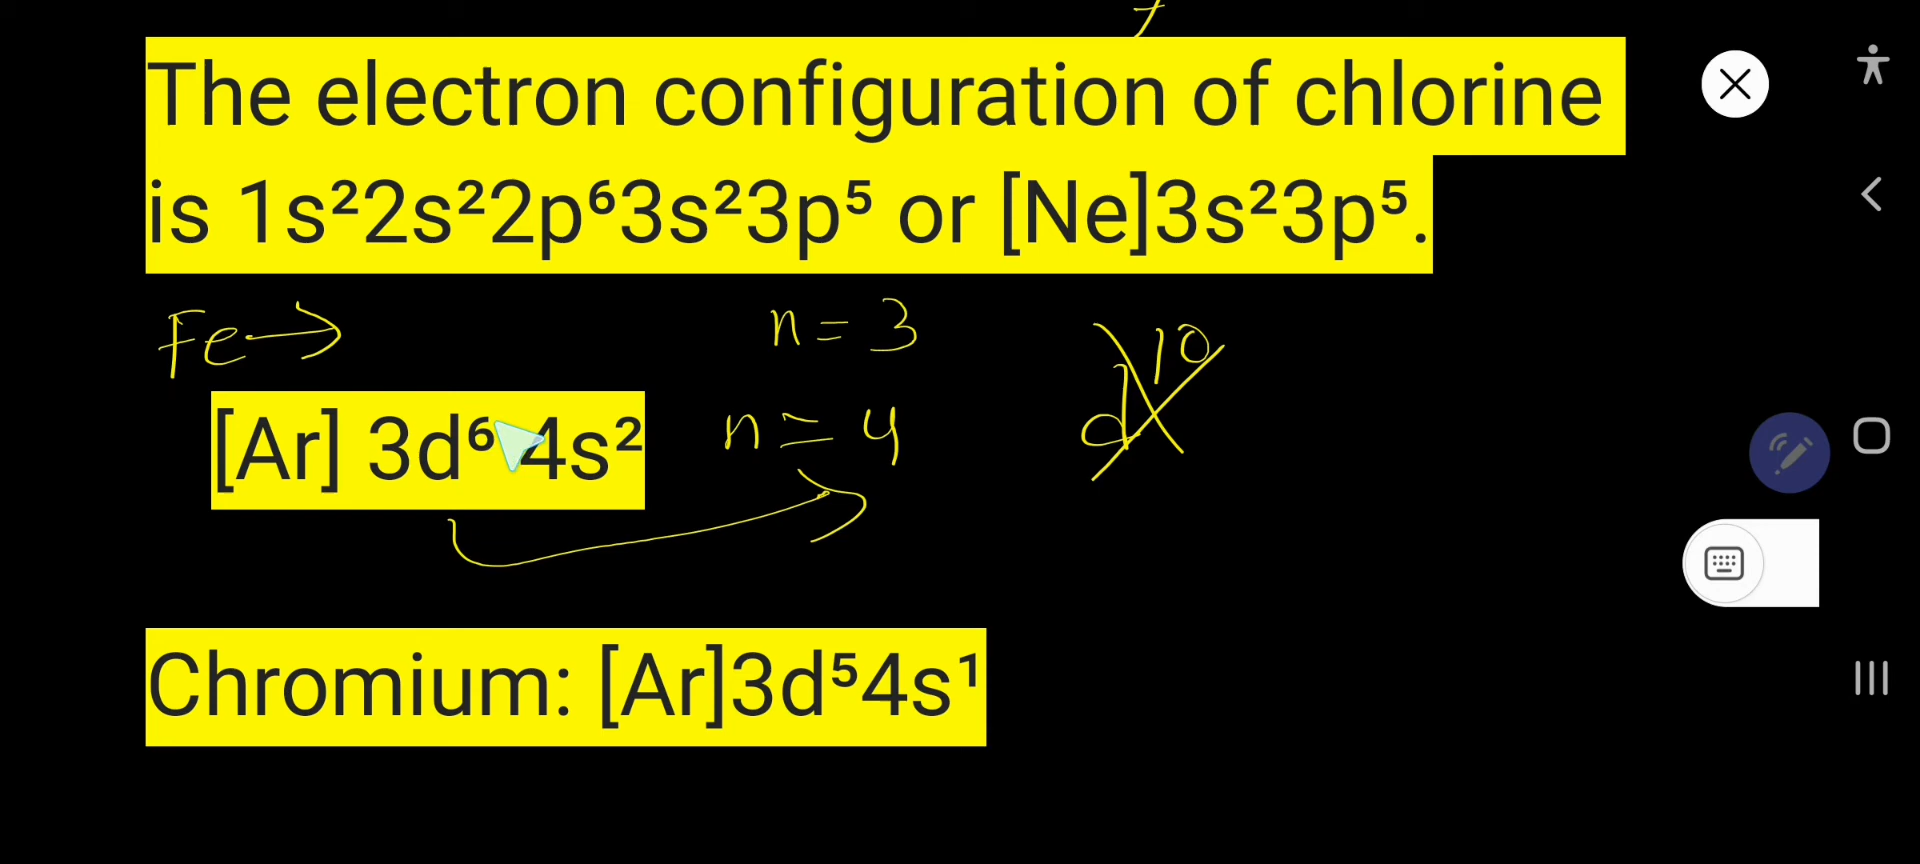 The electron configuration of chlorine
is 1s²2s²2p⁶3s²3p⁵ or [Ne]3s²3p⁵.
Fe →
n = 3
[Ar] 3d⁶ 4s²
n = 4
d¹⁰
Chromium: [Ar]3d⁵4s¹